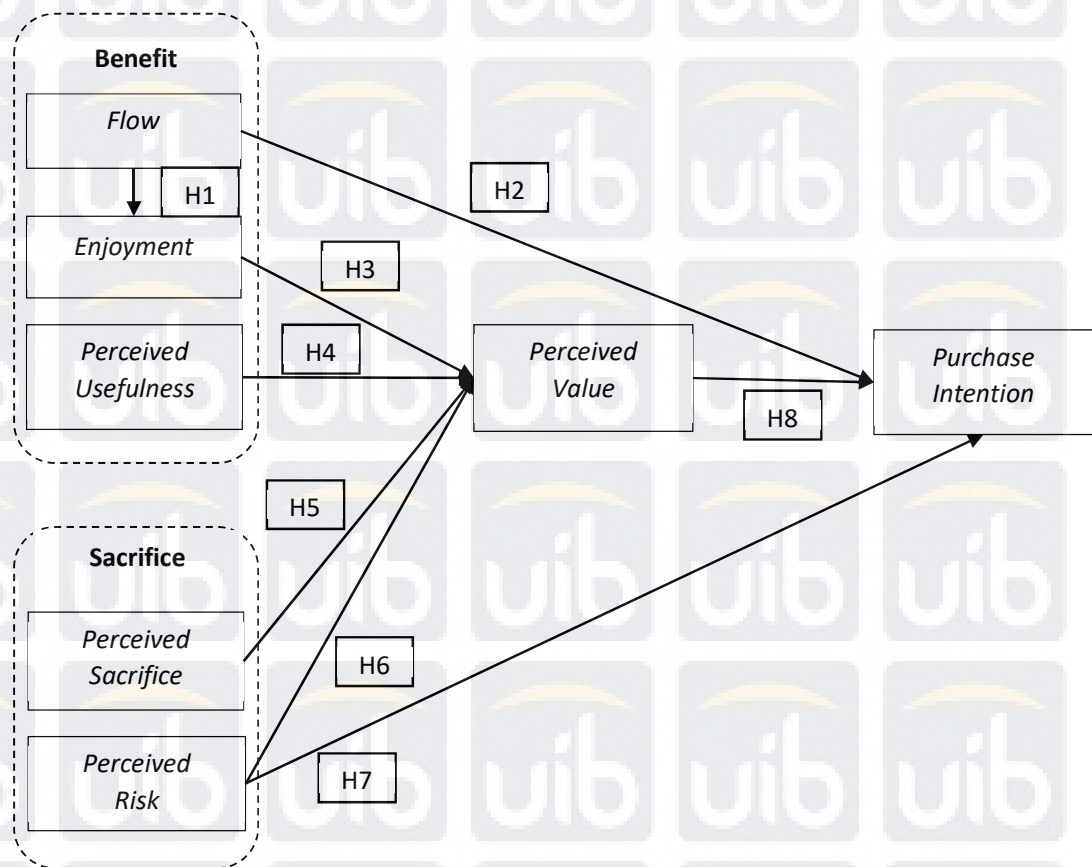 Benefit
Flow
H1
H2
Enjoyment
H3
Perceived
Usefulness
H4
Perceived
Value
Purchase
Intention
H8
H5
Sacrifice
Perceived
Sacrifice
H6
Perceived
Risk
H7
uib